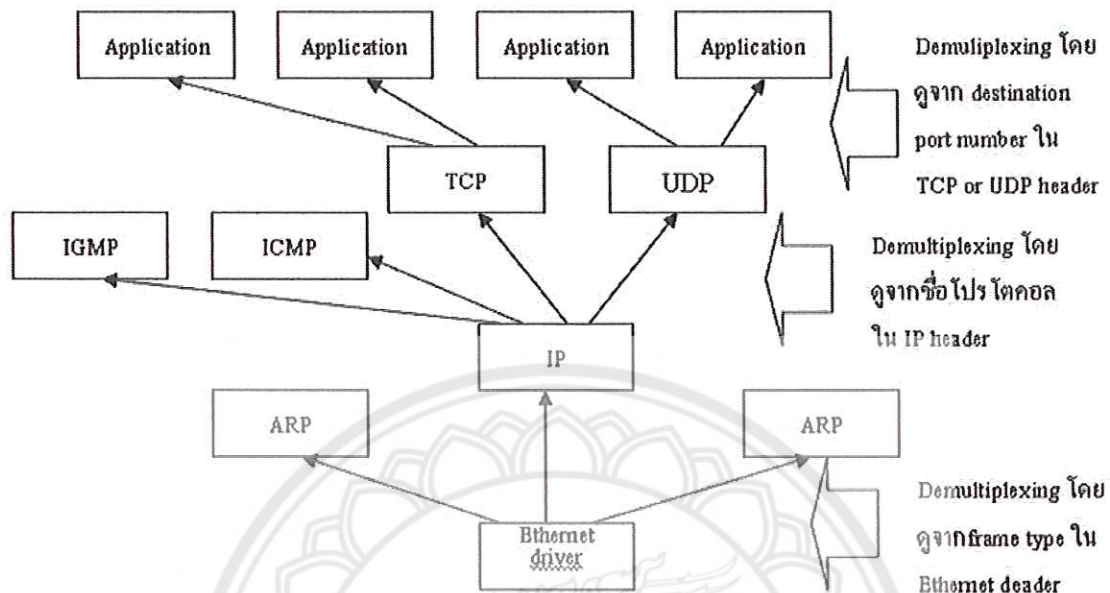 Application
Application
Application
Application
Demuliplexing โดย
ดูจาก destination
port number ใน
TCP or UDP header
TCP
UDP
IGMP
ICMP
Demultiplexing โดย
ดูจากชื่อโปรโตคอล
ใน IP header
IP
ARP
ARP
Ethernet
driver
Demultiplexing โดย
ดูจากframe type ใน
Ethernet deader